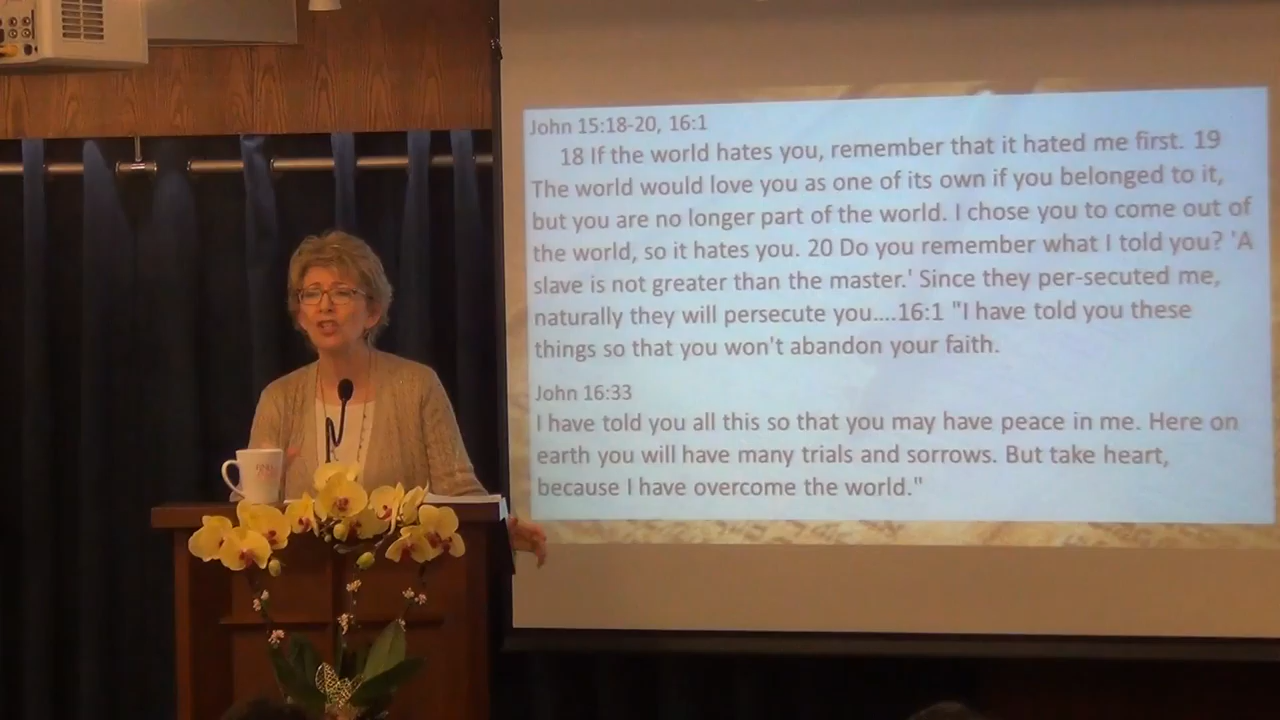 John 15:18-20, 16:1
18 If the world hates you, remember that it hated me first. 19
The world would love you as one of its own if you belonged to it,
but you are no longer part of the world. I chose you to come out of
the world, so it hates you. 20 Do you remember what I told you? 'A
slave is not greater than the master.' Since they per-secuted me,
naturally they will persecute you....16:1 "I have told you these
things so that you won't abandon your faith.
John 16:33
I have told you all this so that you may have peace in me. Here on
earth you will have many trials and sorrows. But take heart,
because I have overcome the world."